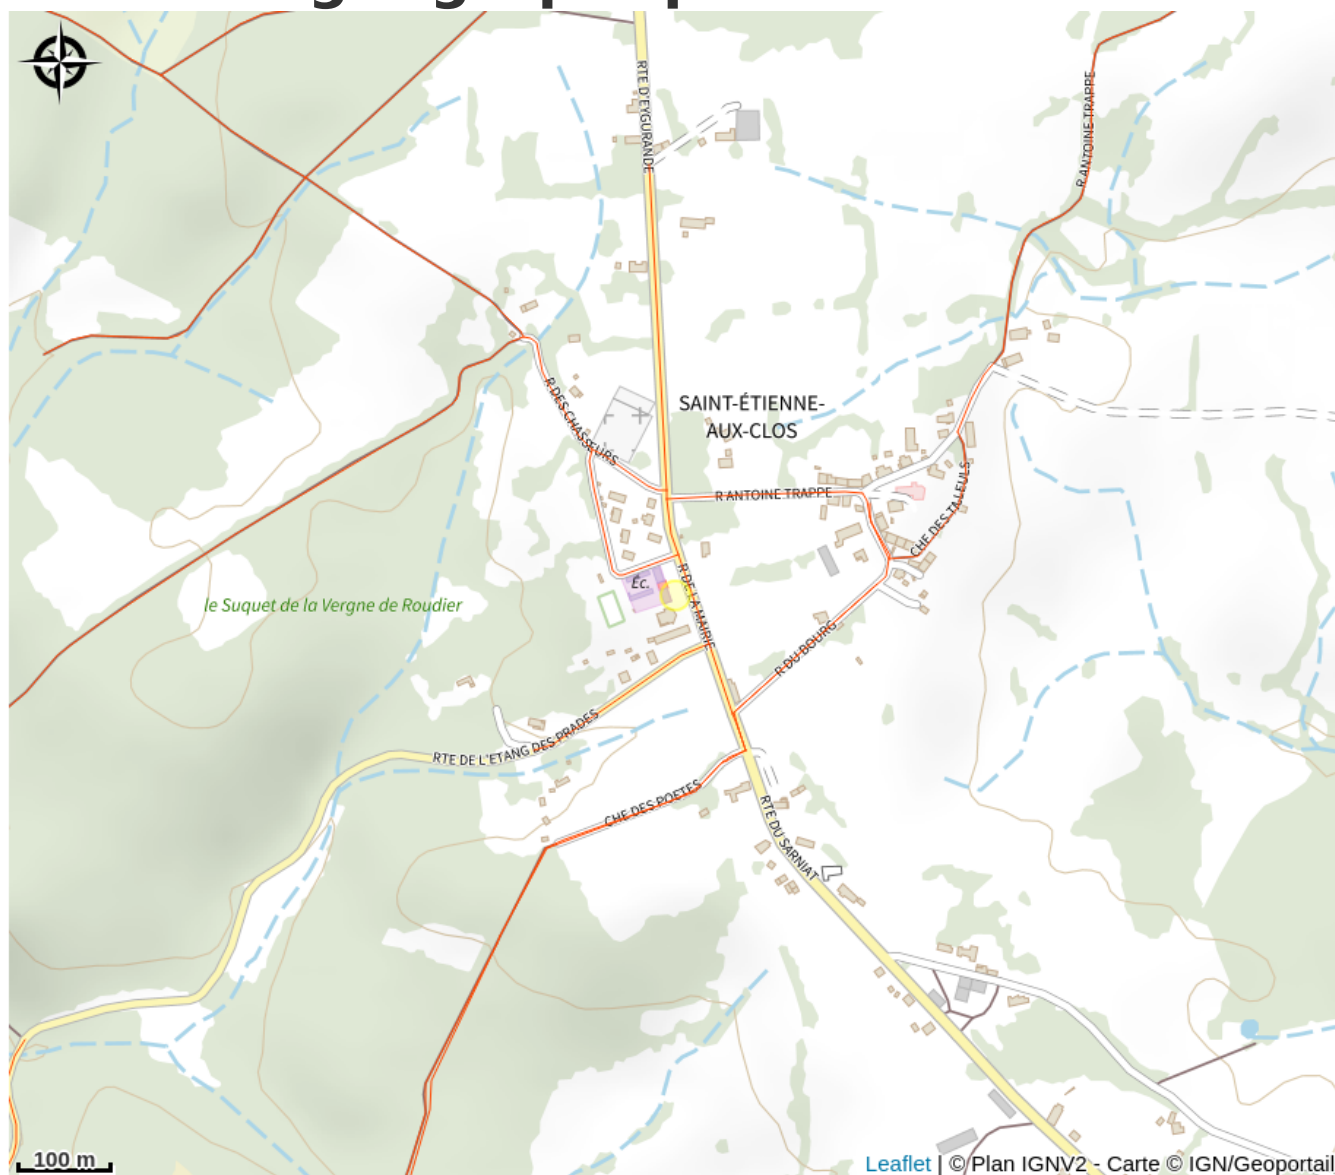 RTE D'EYGURANDE
R ANTOINE TRAPPE
SAINT-ÉTIENNE-
AUX-CLOS
R DES CHASSEURS
R ANTOINE TRAPPE
CHE DES TILLEULS
Éc.
R DE LA MAIRIE
le Suquet de la Vergne de Roudier
R DU BOURG
RTE DE L'ETANG DES PRADES
CHE DES POETES
RTE DU SARNIAT
100 m
Leaflet | © Plan IGNV2 - Carte © IGN/Geoportail